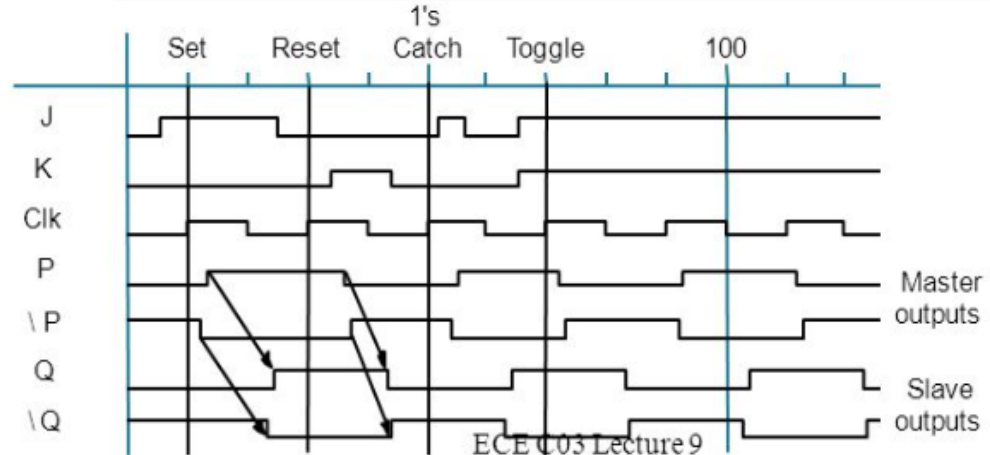 1's
Set Reset Catch Toggle 100
J
K
Clk
P
Master
outputs
\ P
Q
Slave
outputs
\ Q
ECE C03 Lecture 9